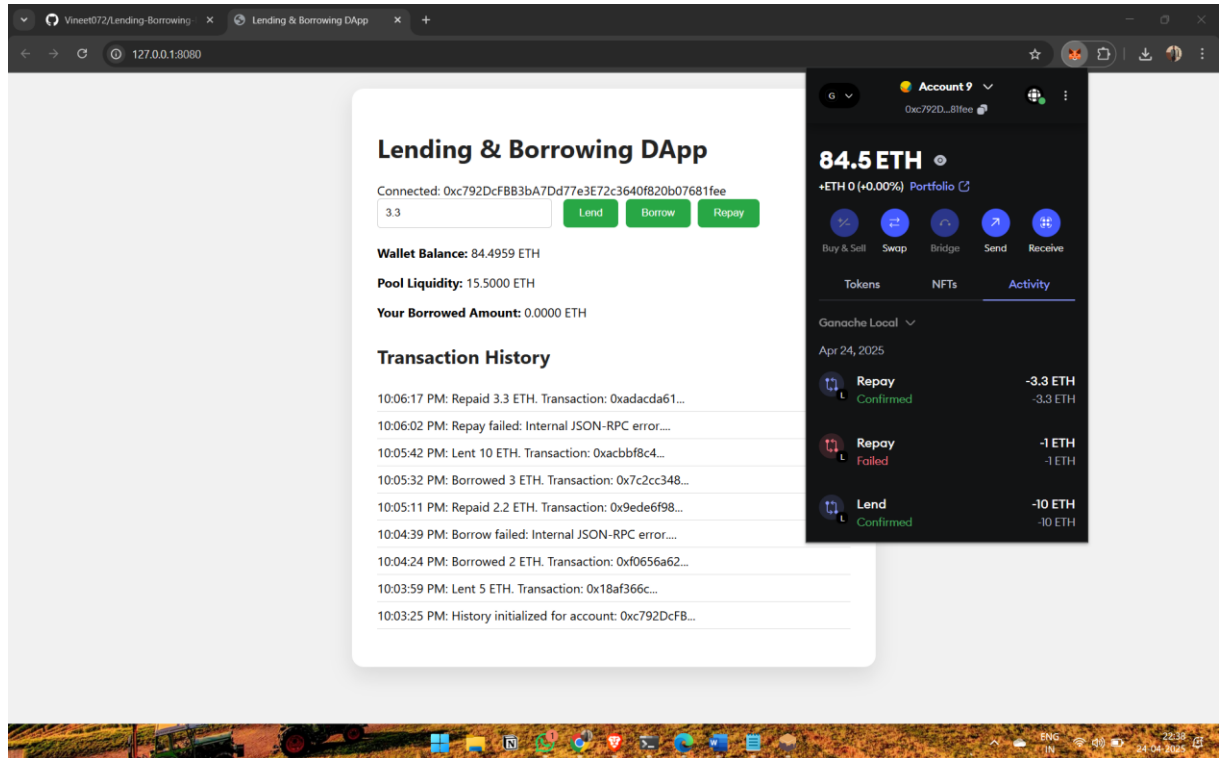 Vineet072/Lending-Borrowing-
Lending & Borrowing DApp
127.0.0.1:8080
Lending & Borrowing DApp
Connected: 0xc792DcFBB3bA7Dd77e3E72c3640f820b07681fee
3.3
Lend
Borrow
Repay
Wallet Balance: 84.4959 ETH
Pool Liquidity: 15.5000 ETH
Your Borrowed Amount: 0.0000 ETH
Transaction History
10:06:17 PM: Repaid 3.3 ETH. Transaction: 0xadacda61...
10:06:02 PM: Repay failed: Internal JSON-RPC error....
10:05:42 PM: Lent 10 ETH. Transaction: 0xacbbf8c4...
10:05:32 PM: Borrowed 3 ETH. Transaction: 0x7c2cc348...
10:05:11 PM: Repaid 2.2 ETH. Transaction: 0x9ede6f98...
10:04:39 PM: Borrow failed: Internal JSON-RPC error....
10:04:24 PM: Borrowed 2 ETH. Transaction: 0xf0656a62...
10:03:59 PM: Lent 5 ETH. Transaction: 0x18af366c...
10:03:25 PM: History initialized for account: 0xc792DcFB...
G
Account 9
0xc792D...81fee
84.5 ETH
+ETH 0 (+0.00%) Portfolio
Buy & Sell
Swap
Bridge
Send
Receive
Tokens
NFTs
Activity
Ganache Local
Apr 24, 2025
Repay -3.3 ETH
L Confirmed -3.3 ETH
Repay -1 ETH
L Failed -1 ETH
Lend -10 ETH
L Confirmed -10 ETH
ENG
IN
22:38
24-04-2025